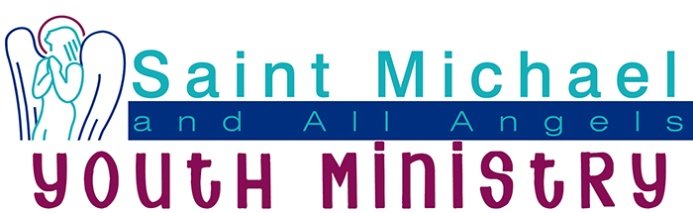 Saint Michael
and All Angels
YOUTH MINISTRY